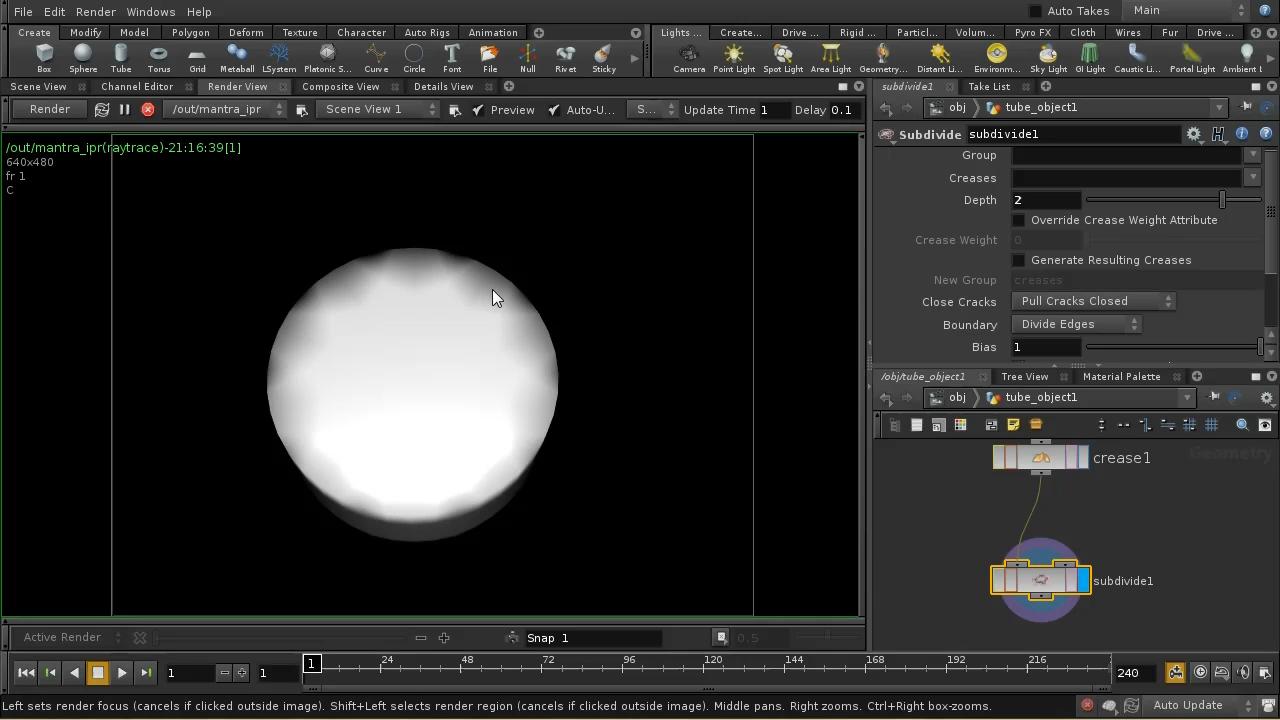 File Edit Render Windows Help Auto Takes Main
Create Modify Model Polygon Deform Texture Character Auto Rigs Animation Lights ... Create... Drive ... Rigid ... Particl... Volum... Pyro FX Cloth Wires Fur Drive ...
Box Sphere Tube Torus Grid Metaball LSystem Platonic S... Curve Circle Font File Null Rivet Sticky Camera Point Light Spot Light Area Light Geometry... Distant Li... Environm... Sky Light GI Light Caustic Li... Portal Light Ambient l
Scene View Channel Editor Render View Composite View Details View subdivide1 Take List
Render /out/mantra_ipr Scene View 1 Preview Auto-U... S... Update Time 1 Delay 0.1 obj tube_object1
Subdivide subdivide1
/out/mantra_ipr(raytrace)-21:16:39[1]
640x480
fr 1
C
Group
Creases
Depth 2
Override Crease Weight Attribute
Crease Weight 0
Generate Resulting Creases
New Group creases
Close Cracks Pull Cracks Closed
Boundary Divide Edges
Bias 1
/obj/tube_object1 Tree View Material Palette
obj tube_object1
Geometry
crease1
subdivide1
Active Render Snap 1 0.5
1 1 1 24 48 72 96 120 144 168 192 216 240
Left sets render focus (cancels if clicked outside image). Shift+Left selects render region (cancels if clicked outside image). Middle pans. Right zooms. Ctrl+Right box-zooms. Auto Update